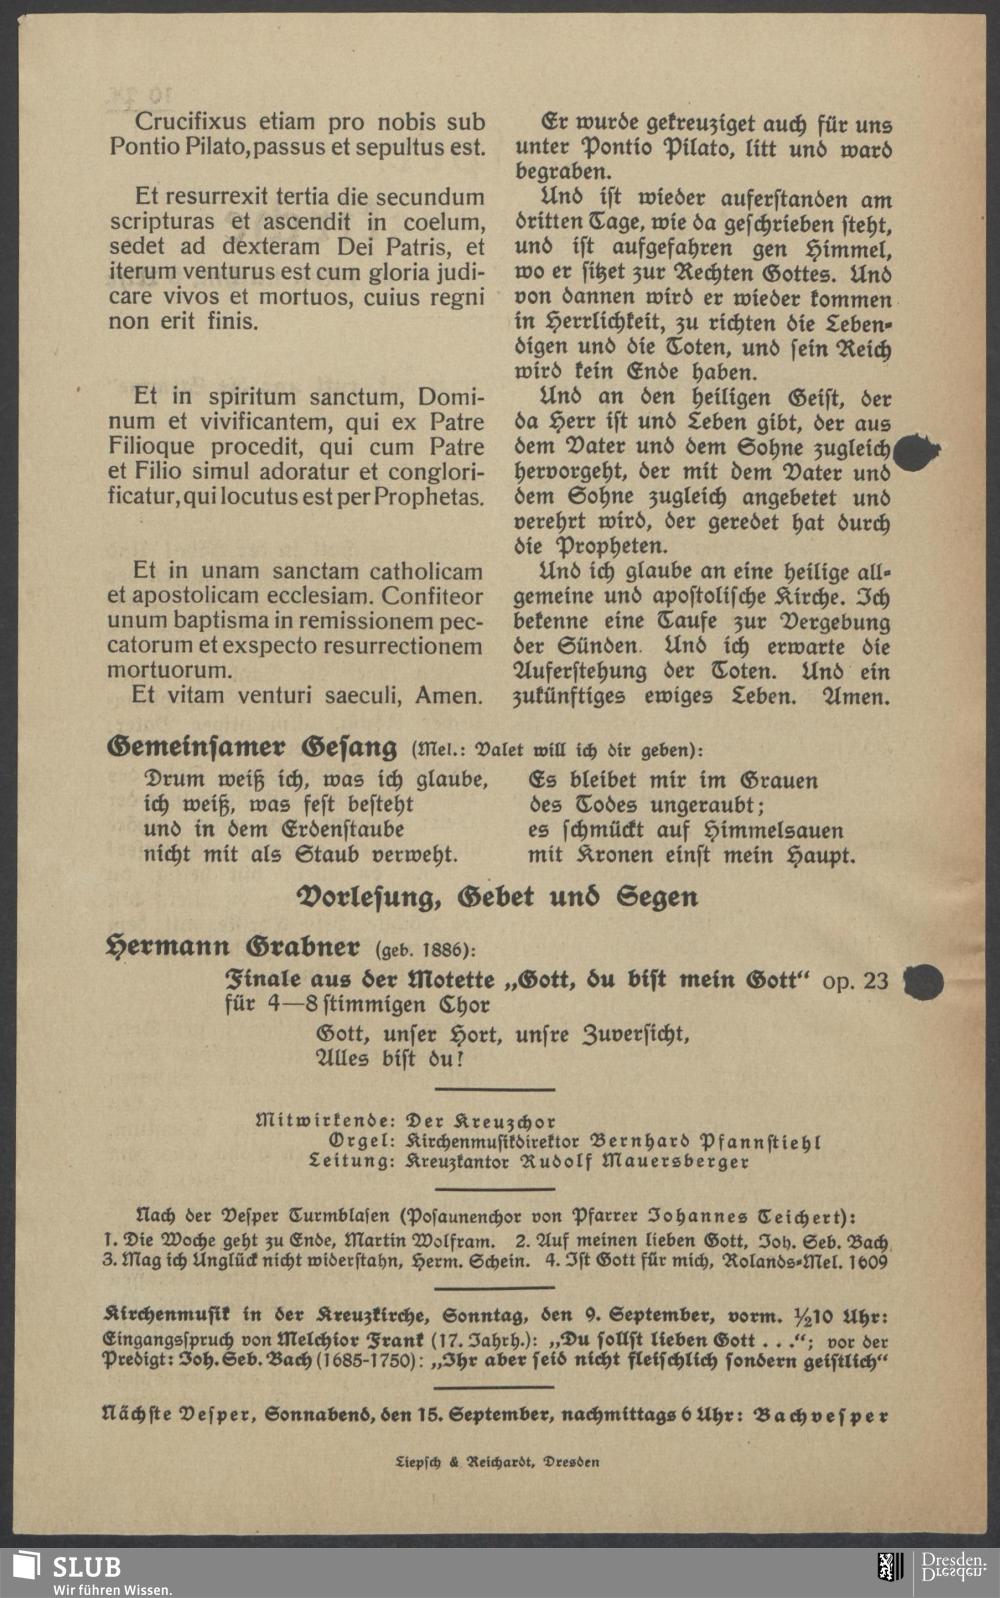 Crucifixus etiam pro nobis sub
Pontio Pilato, passus et sepultus est.
Et resurrexit tertia die secundum
scripturas et ascendit in coelum,
sedet ad dexteram Dei Patris, et
iterum venturus est cum gloria judi-
care vivos et mortuos, cuius regni
non erit finis.
Et in spiritum sanctum, Domi-
num et vivificantem, qui ex Patre
Filioque procedit, qui cum Patre
et Filio simul adoratur et conglori-
ficatur, qui locutus est per Prophetas.
Et in unam sanctam catholicam
et apostolicam ecclesiam. Confiteor
unum baptisma in remissionem pec-
catorum et exspecto resurrectionem
mortuorum.
Et vitam venturi saeculi, Amen.
Er wurde gekreuziget auch für uns
unter Pontio Pilato, litt und ward
begraben.
Und ist wieder auferstanden am
dritten Tage, wie da geschrieben steht,
und ist aufgefahren gen Himmel,
wo er sitzet zur Rechten Gottes. Und
von dannen wird er wieder kommen
in Herrlichkeit, zu richten die Leben-
digen und die Toten, und sein Reich
wird kein Ende haben.
Und an den heiligen Geist, der
da Herr ist und Leben gibt, der aus
dem Vater und dem Sohne zugleich
hervorgeht, der mit dem Vater und
dem Sohne zugleich angebetet und
verehrt wird, der geredet hat durch
die Propheten.
Und ich glaube an eine heilige all-
gemeine und apostolische Kirche. Ich
bekenne eine Taufe zur Vergebung
der Sünden. Und ich erwarte die
Auferstehung der Toten. Und ein
zukünftiges ewiges Leben. Amen.
Gemeinsamer Gesang (Mel.: Valet will ich dir geben):
Drum weiß ich, was ich glaube,
ich weiß, was fest besteht
und in dem Erdenstaube
nicht mit als Staub verweht.
Es bleibet mir im Grauen
des Todes ungeraubt;
es schmückt auf Himmelsauen
mit Kronen einst mein Haupt.
Vorlesung, Gebet und Segen
Hermann Grabner (geb. 1886):
Finale aus der Motette „Gott, du bist mein Gott“ op. 23
für 4—8 stimmigen Chor
Gott, unser Hort, unsre Zuversicht,
Alles bist du!
Mitwirkende: Der Kreuzchor
Orgel: Kirchenmusikdirektor Bernhard Pfannstiehl
Leitung: Kreuzkantor Rudolf Mauersberger
Nach der Vesper Turmblasen (Posaunenchor von Pfarrer Johannes Teichert):
1. Die Woche geht zu Ende, Martin Wolfram. 2. Auf meinen lieben Gott, Joh. Seb. Bach
3. Mag ich Unglück nicht widerstahn, Herm. Schein. 4. Ist Gott für mich, Rolands-Mel. 1609
Kirchenmusik in der Kreuzkirche, Sonntag, den 9. September, vorm. ½10 Uhr:
Eingangsspruch von Melchior Frank (17. Jahrh.): „Du sollst lieben Gott . . .“; vor der
Predigt: Joh. Seb. Bach (1685-1750): „Ihr aber seid nicht fleischlich sondern geistlich“
Nächste Vesper, Sonnabend, den 15. September, nachmittags 6 Uhr: Bachvesper
Liepsch & Reichardt, Dresden
SLUB
Wir führen Wissen.
Dresden.
Dresden.